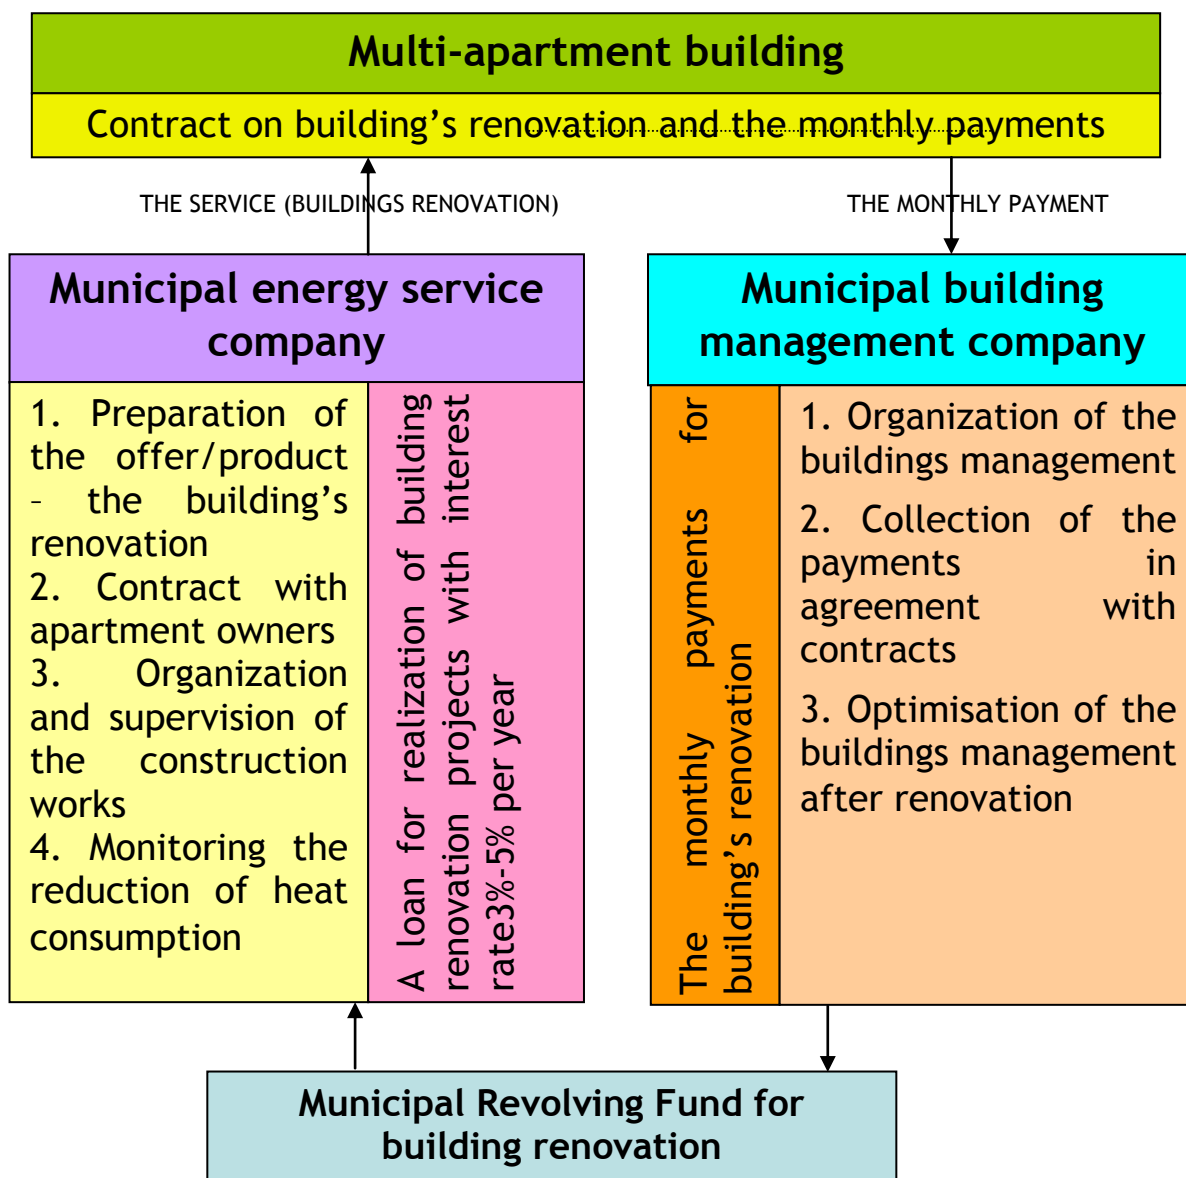 Multi-apartment building
Contract on building’s renovation and the monthly payments
THE SERVICE (BUILDINGS RENOVATION)
THE MONTHLY PAYMENT
Municipal energy service
company
1. Preparation of
the offer/product
– the building’s
renovation
2. Contract with
apartment owners
3. Organization
and supervision of
the construction
works
4. Monitoring the
reduction of heat
consumption
A loan for realization of building
renovation projects with interest
rate3%-5% per year
Municipal building
management company
The monthly payments for
building’s renovation
1. Organization of the
buildings management
2. Collection of the
payments in
agreement with
contracts
3. Optimisation of the
buildings management
after renovation
Municipal Revolving Fund for
building renovation